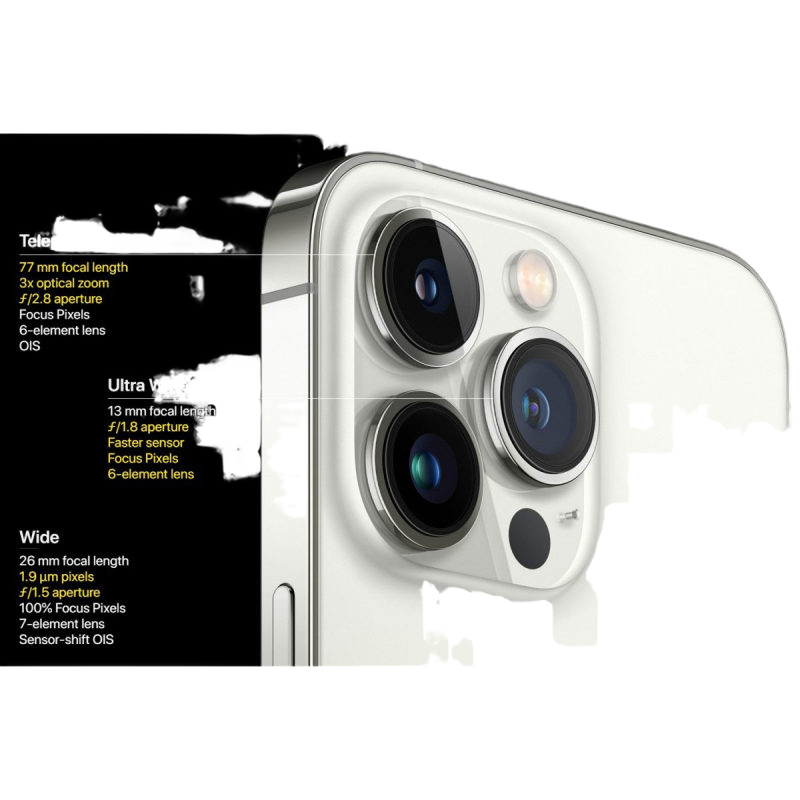 Tele
77 mm focal length
3x optical zoom
ƒ/2.8 aperture
Focus Pixels
6-element lens
OIS
Ultra W
13 mm focal length
ƒ/1.8 aperture
Faster sensor
Focus Pixels
6-element lens
Wide
26 mm focal length
1.9 µm pixels
ƒ/1.5 aperture
100% Focus Pixels
7-element lens
Sensor-shift OIS